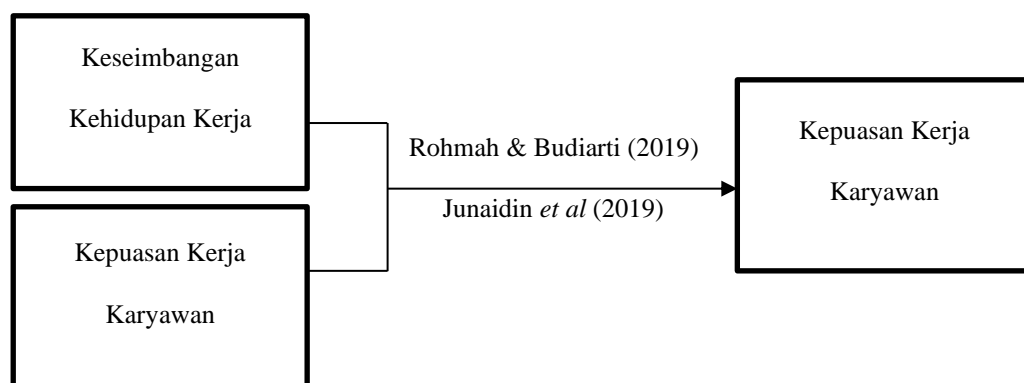 Keseimbangan
Kehidupan Kerja
Kepuasan Kerja
Karyawan
Rohmah & Budiarti (2019)
Junaidin et al (2019)
Kepuasan Kerja
Karyawan